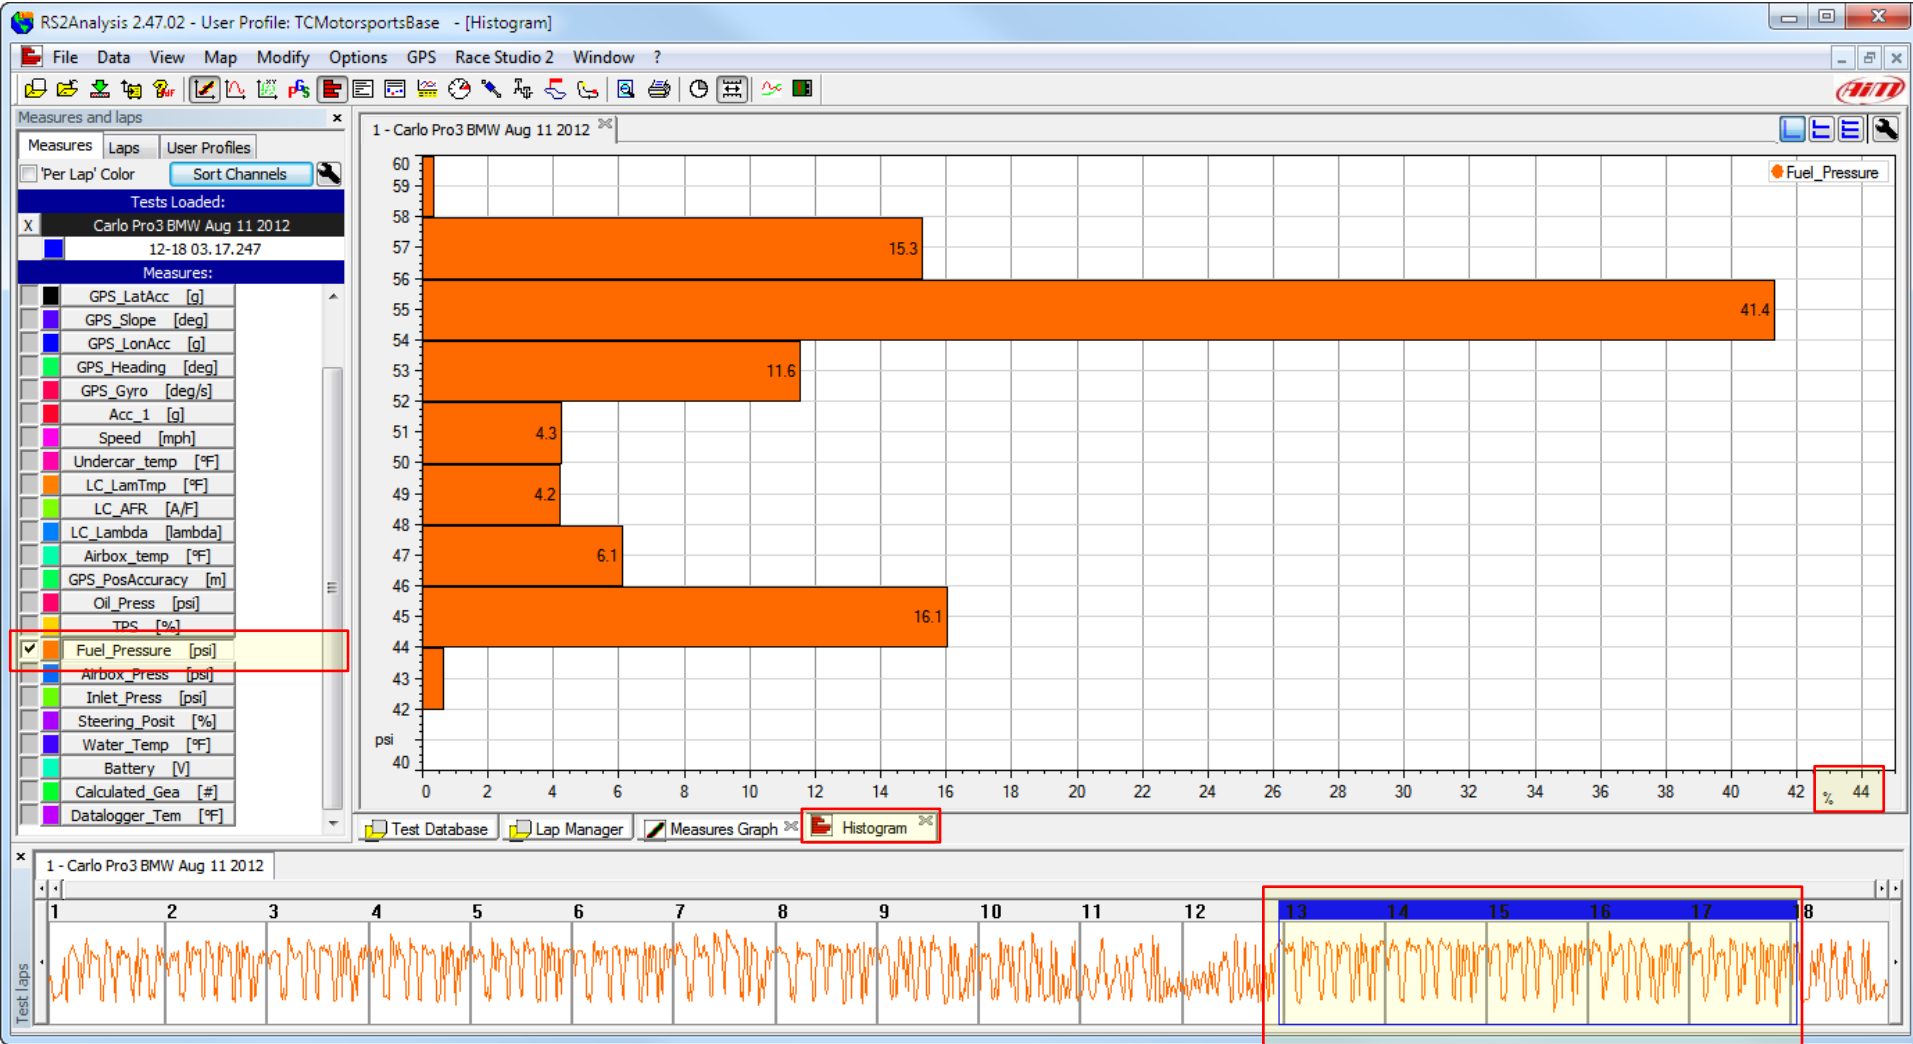 RS2Analysis 2.47.02 - User Profile: TCMotorsportsBase - [Histogram]
File Data View Map Modify Options GPS Race Studio 2 Window ?
AiM
Measures and laps
Measures Laps User Profiles
'Per Lap' Color Sort Channels
Tests Loaded:
X Carlo Pro3 BMW Aug 11 2012
12-18 03.17.247
Measures:
GPS_LatAcc [g]
GPS_Slope [deg]
GPS_LonAcc [g]
GPS_Heading [deg]
GPS_Gyro [deg/s]
Acc_1 [g]
Speed [mph]
Undercar_temp [°F]
LC_LamTmp [°F]
LC_AFR [A/F]
LC_Lambda [lambda]
Airbox_temp [°F]
GPS_PosAccuracy [m]
Oil_Press [psi]
TPS [%]
Fuel_Pressure [psi]
Airbox_Press [psi]
Inlet_Press [psi]
Steering_Posit [%]
Water_Temp [°F]
Battery [V]
Calculated_Gea [#]
Datalogger_Tem [°F]
1 - Carlo Pro3 BMW Aug 11 2012
Fuel_Pressure
60
59
58
57 15.3
56
55 41.4
54
53 11.6
52
51 4.3
50
49 4.2
48
47 6.1
46
45 16.1
44
43
42
psi
40
0 2 4 6 8 10 12 14 16 18 20 22 24 26 28 30 32 34 36 38 40 42 % 44
Test Database Lap Manager Measures Graph Histogram
1 - Carlo Pro3 BMW Aug 11 2012
1 2 3 4 5 6 7 8 9 10 11 12 13 14 15 16 17 18
Test laps